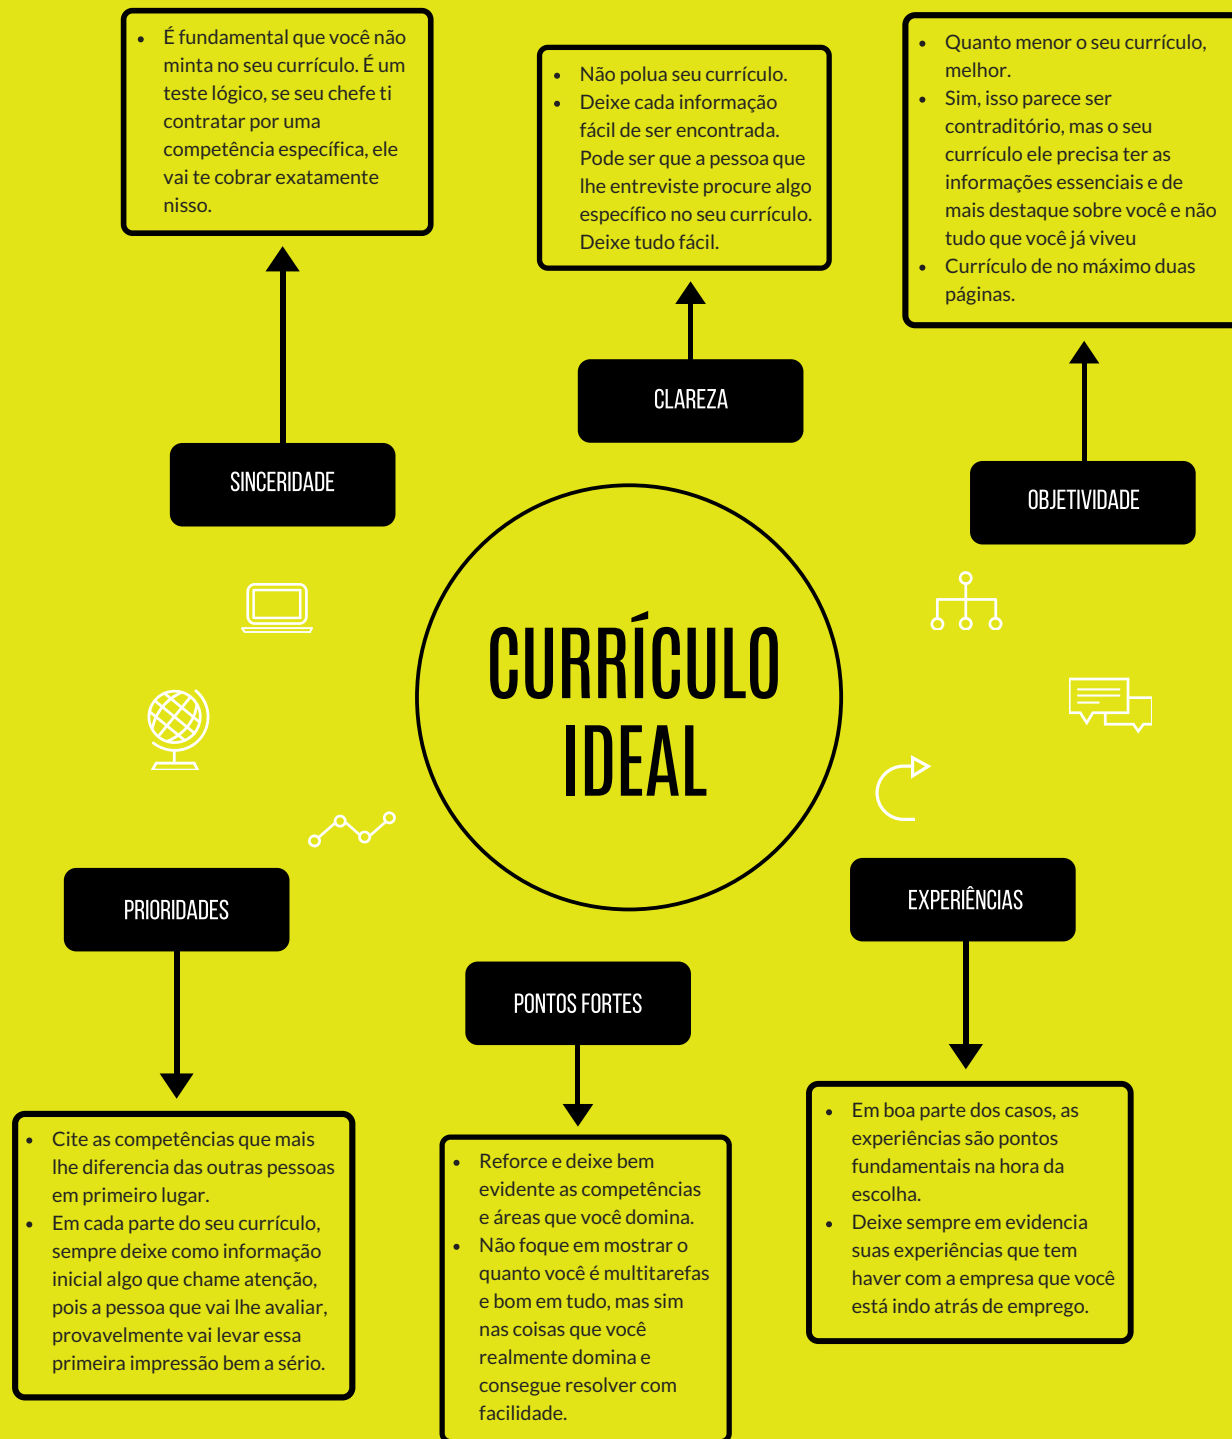 É fundamental que você não
minta no seu currículo. É um
teste lógico, se seu chefe ti
contratar por uma
competência específica, ele
vai te cobrar exatamente
nisso.
Não polua seu currículo.
Deixe cada informação
fácil de ser encontrada.
Pode ser que a pessoa que
lhe entreviste procure algo
específico no seu currículo.
Deixe tudo fácil.
Quanto menor o seu currículo,
melhor.
Sim, isso parece ser
contraditório, mas o seu
currículo ele precisa ter as
informações essenciais e de
mais destaque sobre você e não
tudo que você já viveu
Currículo de no máximo duas
páginas.
SINCERIDADE
CLAREZA
OBJETIVIDADE
CURRÍCULO
IDEAL
PRIORIDADES
PONTOS FORTES
EXPERIÊNCIAS
Cite as competências que mais
lhe diferencia das outras pessoas
em primeiro lugar.
Em cada parte do seu currículo,
sempre deixe como informação
inicial algo que chame atenção,
pois a pessoa que vai lhe avaliar,
provavelmente vai levar essa
primeira impressão bem a sério.
Reforce e deixe bem
evidente as competências
e áreas que você domina.
Não foque em mostrar o
quanto você é multitarefas
e bom em tudo, mas sim
nas coisas que você
realmente domina e
consegue resolver com
facilidade.
Em boa parte dos casos, as
experiências são pontos
fundamentais na hora da
escolha.
Deixe sempre em evidencia
suas experiências que tem
haver com a empresa que você
está indo atrás de emprego.